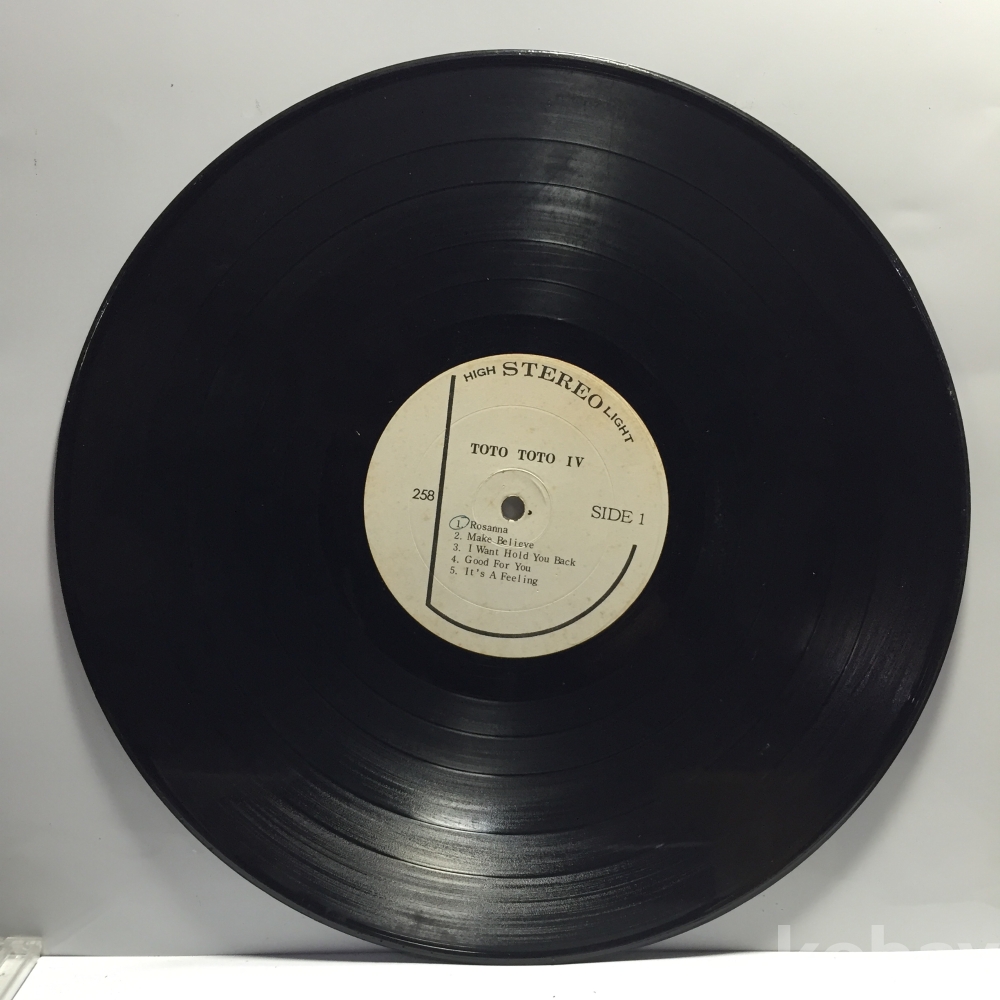 HIGH STEREO LIGHT
TOTO TOTO IV
258
SIDE 1
1. Rosanna
2. Make Believe
3. I Want Hold You Back
4. Good For You
5. It's A Feeling